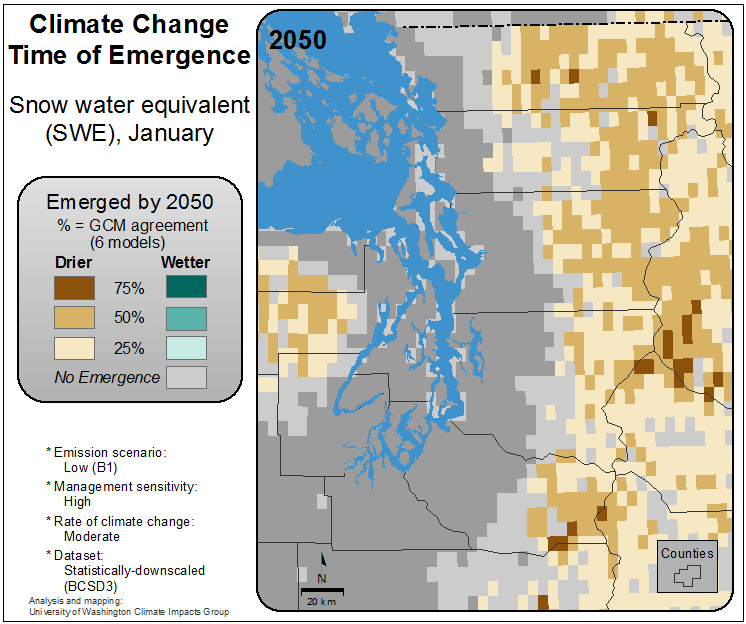 Climate Change
Time of Emergence
Snow water equivalent
(SWE), January
Emerged by 2050
% = GCM agreement
(6 models)
Drier Wetter
75%
50%
25%
No Emergence
* Emission scenario:
Low (B1)
* Management sensitivity:
High
* Rate of climate change:
Moderate
* Dataset:
Statistically-downscaled
(BCSD3)
Analysis and mapping:
University of Washington Climate Impacts Group
2050
N
20 km
Counties